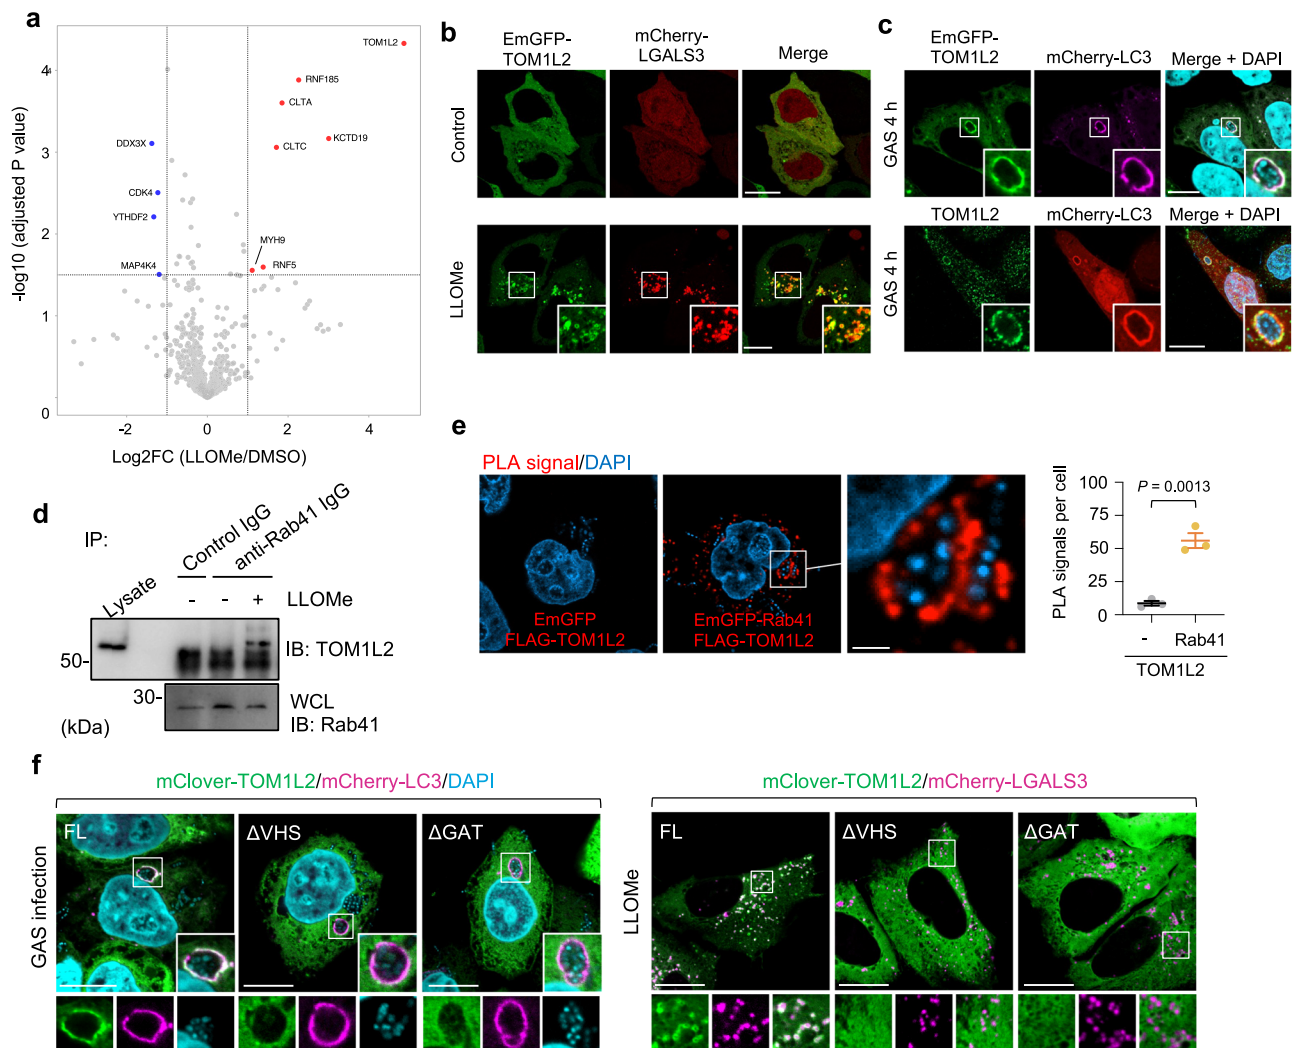 a
-log10 (adjusted P value)
4
3
2
1
0
-2
0
2
4
Log2FC (LLOMe/DMSO)
TOM1L2
RNF185
CLTA
KCTD19
CLTC
DDX3X
CDK4
YTHDF2
MAP4K4
MYH9
RNF5
b
EmGFP-
TOM1L2
mCherry-
LGALS3
Merge
Control
LLOMe
c
EmGFP-
TOM1L2
mCherry-LC3
Merge + DAPI
GAS 4 h
TOM1L2
mCherry-LC3
Merge + DAPI
GAS 4 h
d
IP:
Control IgG
anti-Rab41 IgG
Lysate
-
-
+
LLOMe
50-
IB: TOM1L2
30-
WCL
IB: Rab41
(kDa)
e
PLA signal/DAPI
EmGFP
FLAG-TOM1L2
EmGFP-Rab41
FLAG-TOM1L2
PLA signals per cell
100
75
50
25
0
P = 0.0013
-
Rab41
TOM1L2
f
mClover-TOM1L2/mCherry-LC3/DAPI
GAS infection
FL
ΔVHS
ΔGAT
mClover-TOM1L2/mCherry-LGALS3
LLOMe
FL
ΔVHS
ΔGAT